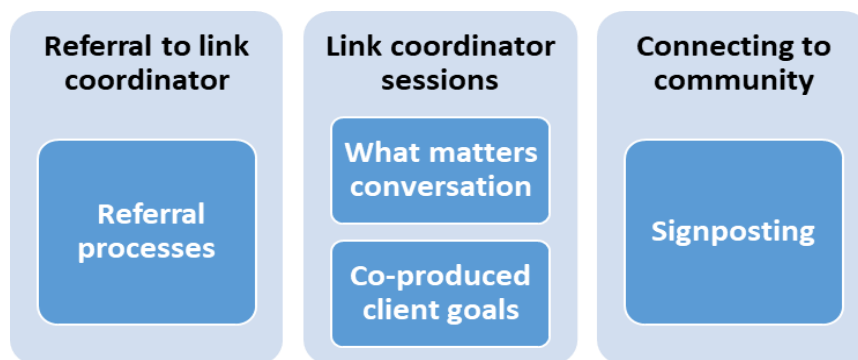 Referral to link
coordinator
Referral
processes
Link coordinator
sessions
What matters
conversation
Co-produced
client goals
Connecting to
community
Signposting